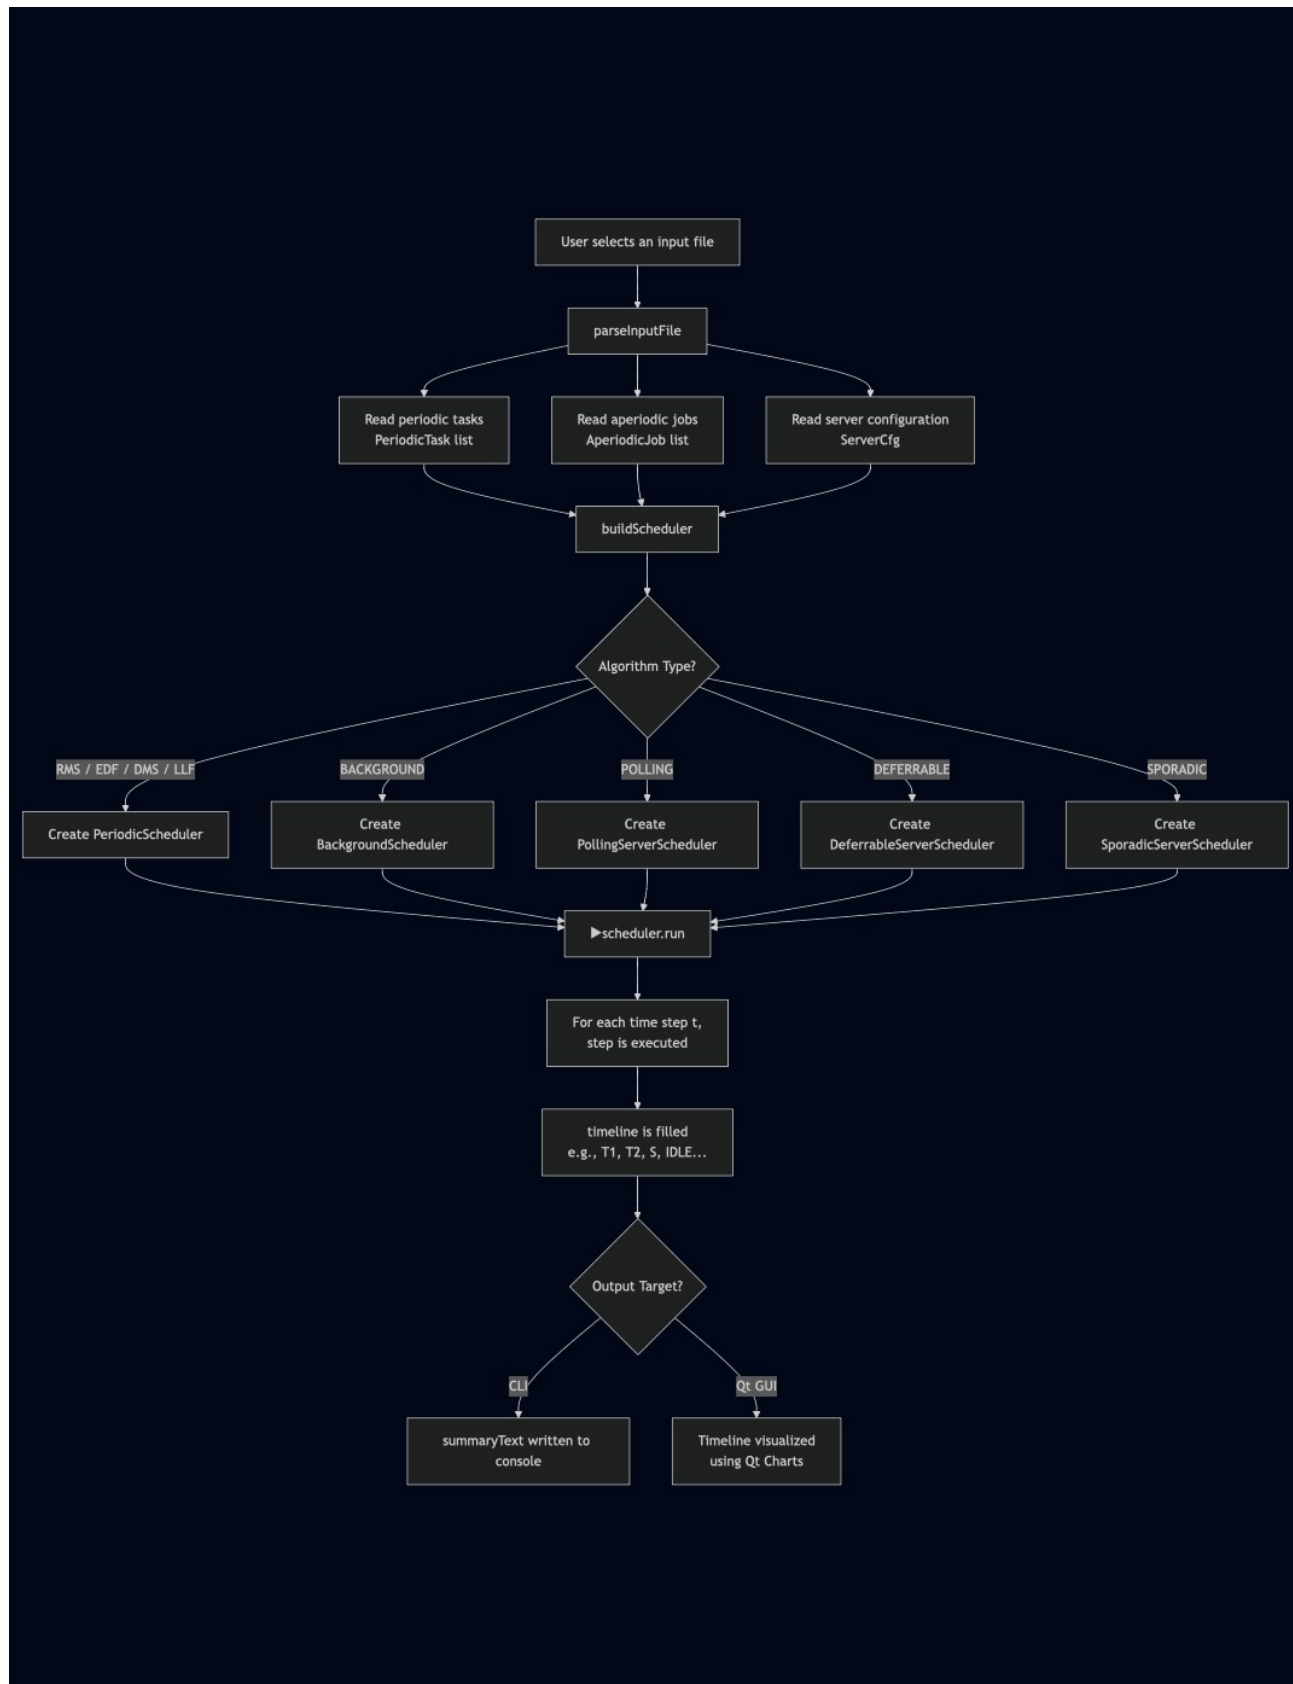 User selects an input file
parseInputFile
Read periodic tasks
PeriodicTask list
Read aperiodic jobs
AperiodicJob list
Read server configuration
ServerCfg
buildScheduler
Algorithm Type?
RMS / EDF / DMS / LLF
BACKGROUND
POLLING
DEFERRABLE
SPORADIC
Create PeriodicScheduler
Create
BackgroundScheduler
Create
PollingServerScheduler
Create
DeferrableServerScheduler
Create
SporadicServerScheduler
▶scheduler.run
For each time step t,
step is executed
timeline is filled
e.g., T1, T2, S, IDLE...
Output Target?
CLI
Qt GUI
summaryText written to
console
Timeline visualized
using Qt Charts